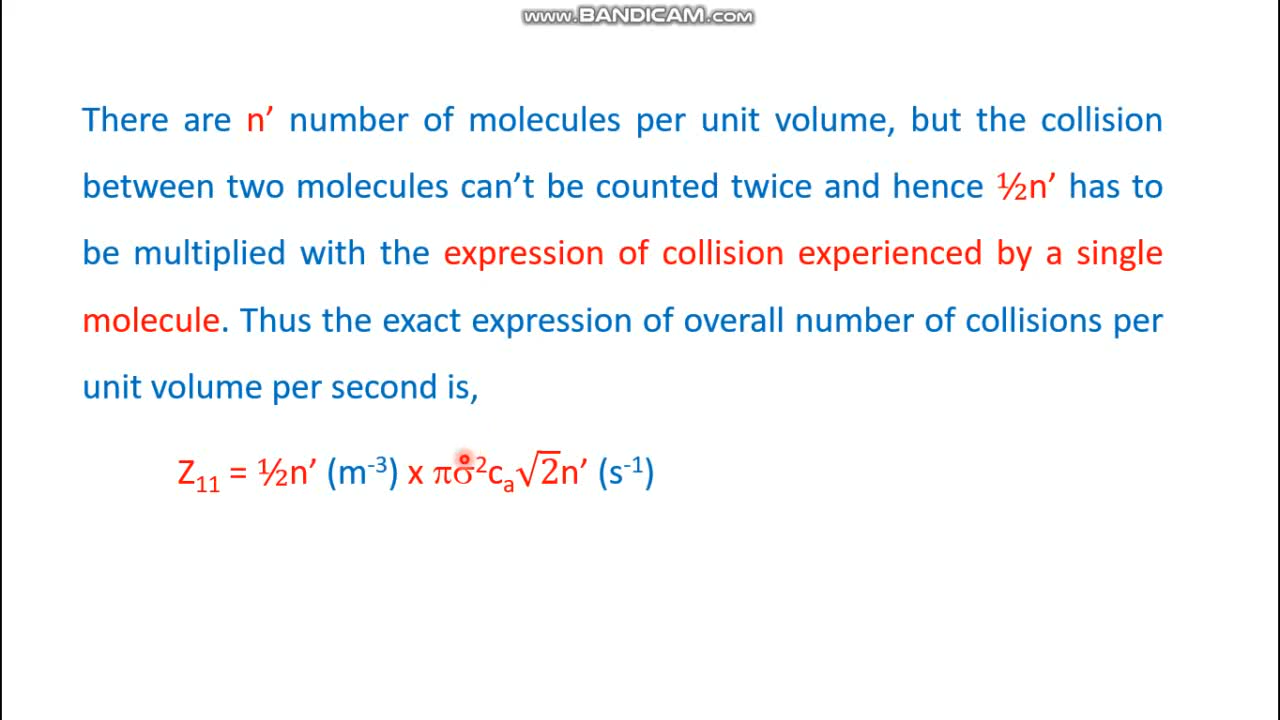 www.BANDICAM.com
There are n’ number of molecules per unit volume, but the collision
between two molecules can’t be counted twice and hence ½n’ has to
be multiplied with the expression of collision experienced by a single
molecule. Thus the exact expression of overall number of collisions per
unit volume per second is,
Z₁₁ = ½n’ (m⁻³) x πσ²cₐ√2n’ (s⁻¹)